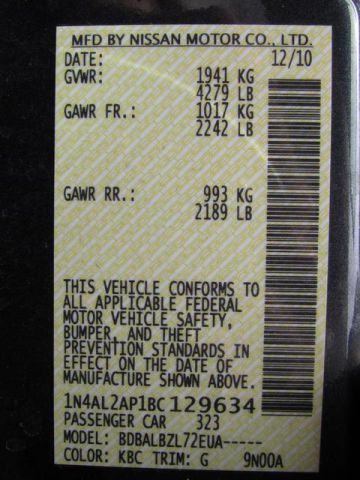 MFD BY NISSAN MOTOR CO., LTD.
DATE: 12/10
GVWR: 1941 KG
4279 LB
GAWR FR.: 1017 KG
2242 LB
GAWR RR.: 993 KG
2189 LB
THIS VEHICLE CONFORMS TO
ALL APPLICABLE FEDERAL
MOTOR VEHICLE SAFETY,
BUMPER, AND THEFT
PREVENTION STANDARDS IN
EFFECT ON THE DATE OF
MANUFACTURE SHOWN ABOVE.
1N4AL2AP1BC129634
PASSENGER CAR 323
MODEL: BDBALBZL72EUA-----
COLOR: KBC TRIM: G 9N00A